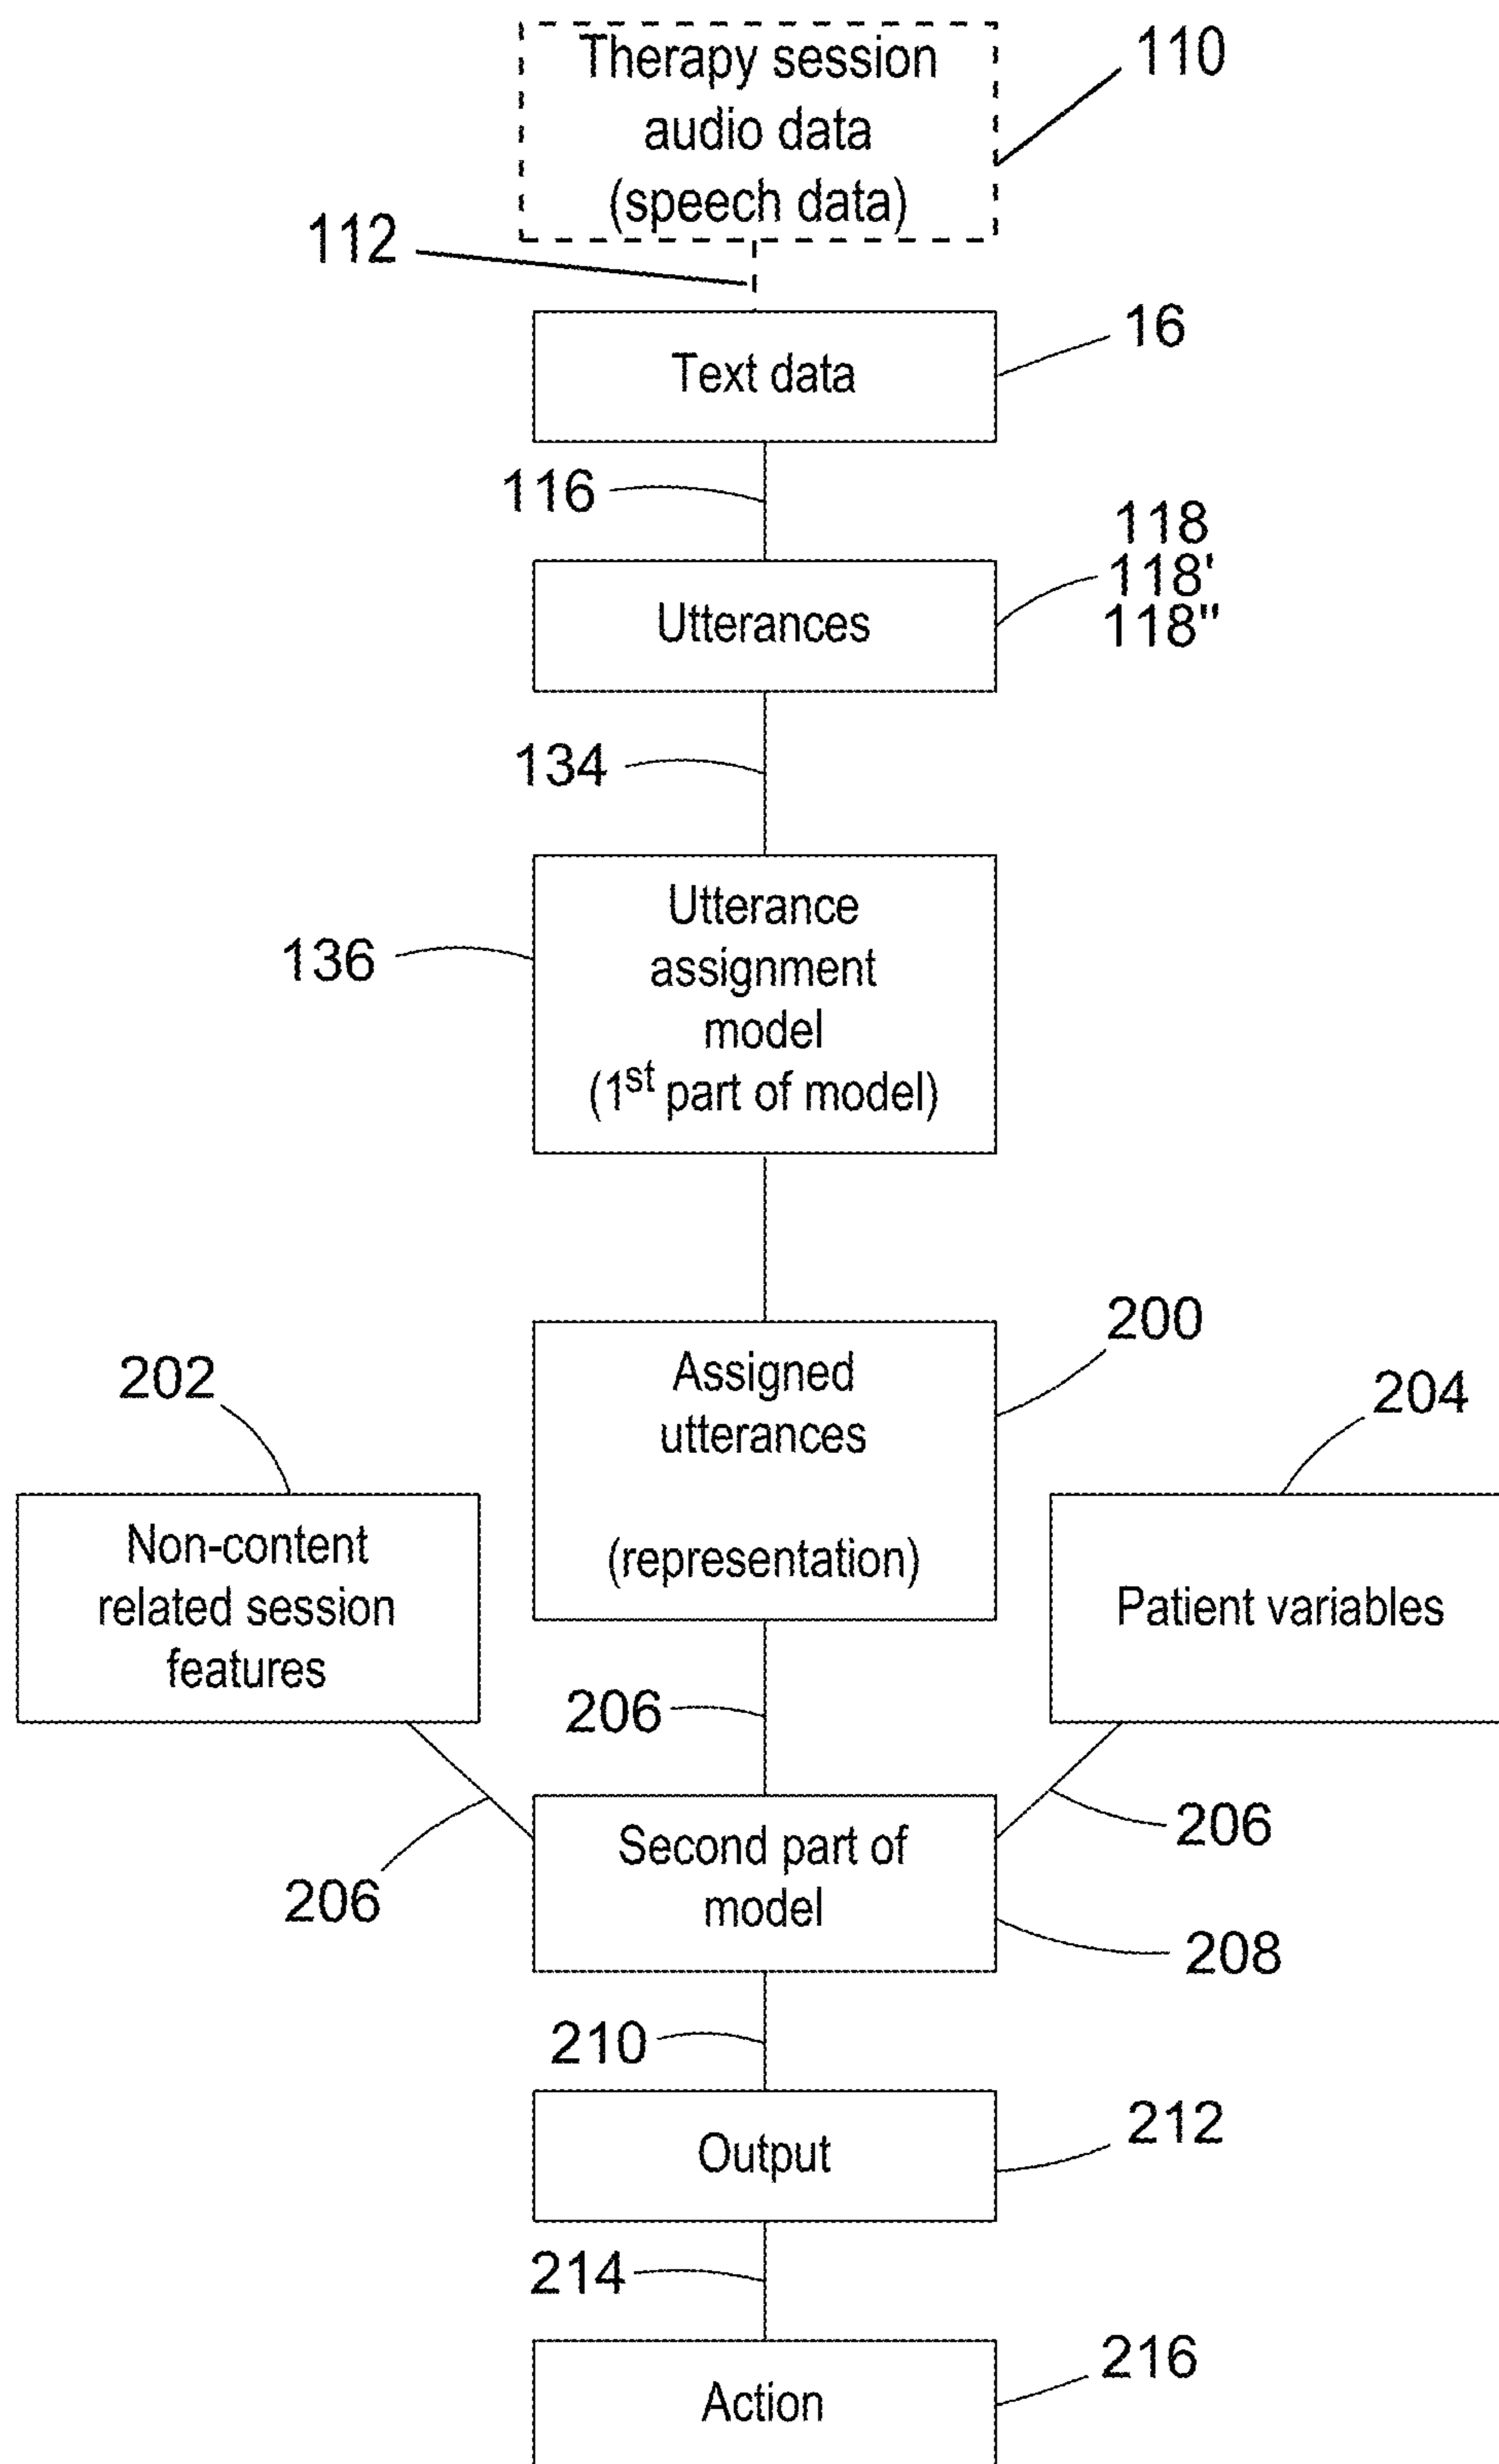 Therapy session
audio data
(speech data)
110
112
Text data
16
116
Utterances
118
118'
118"
134
Utterance
assignment
model
(1st part of model)
136
Assigned
utterances
(representation)
200
202
Non-content
related session
features
204
Patient variables
206
206
206
Second part of
model
208
210
Output
212
214
Action
216